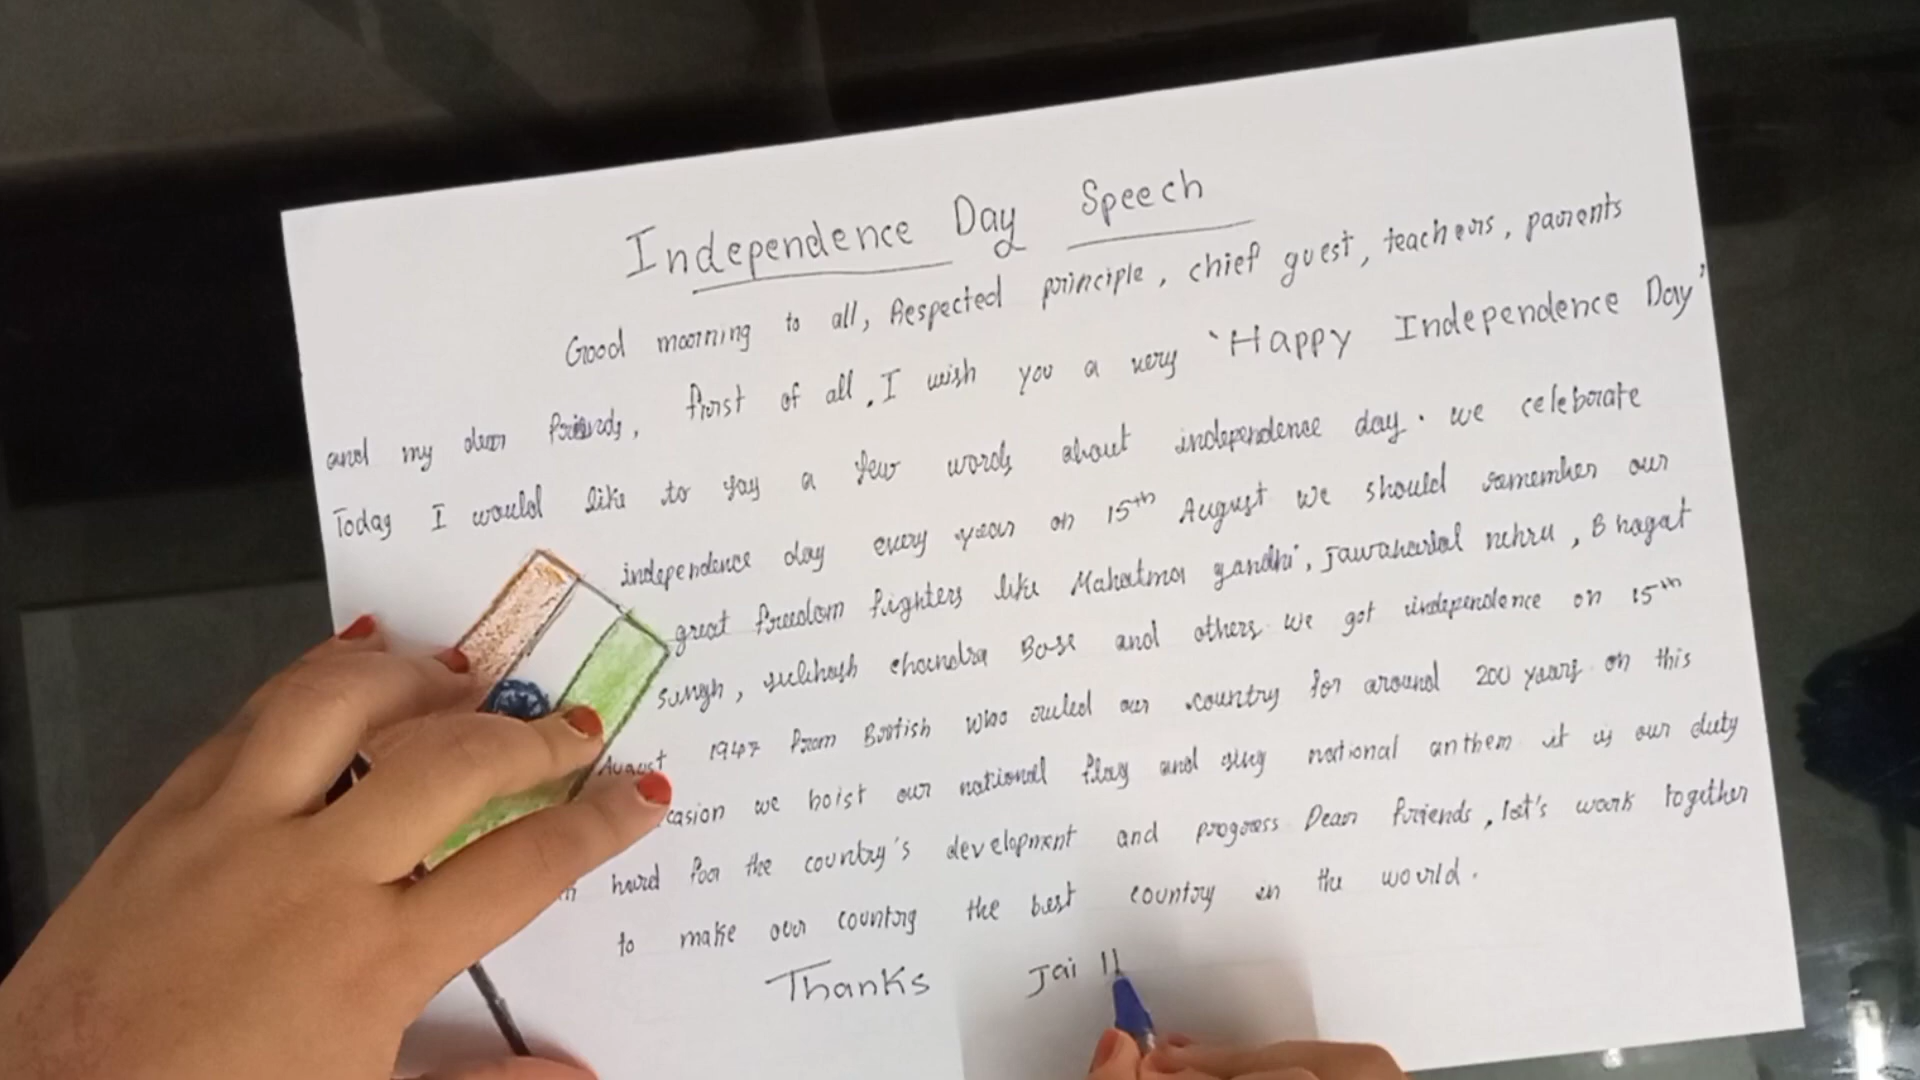 Independence Day Speech
Good morning to all, Respected principle, chief guest, teachers, parents
and my dear friends, first of all, I wish you a very 'Happy Independence Day'
Today I would like to say a few words about independence day. we celebrate
independence day every year on 15th August we should remember our
great freedom fighters like Mahatma gandhi, Jawaharlal nehru, Bhagat
Singh, subhash chandra Bose and others we got independence on 15th
August 1947 from British who ruled our country for around 200 years on this
casion we hoist our national flag and sing national anthem it is our duty
hard for the country's development and progress Dear friends, let's work together
to make our country the best country in the world.
Thanks Jai